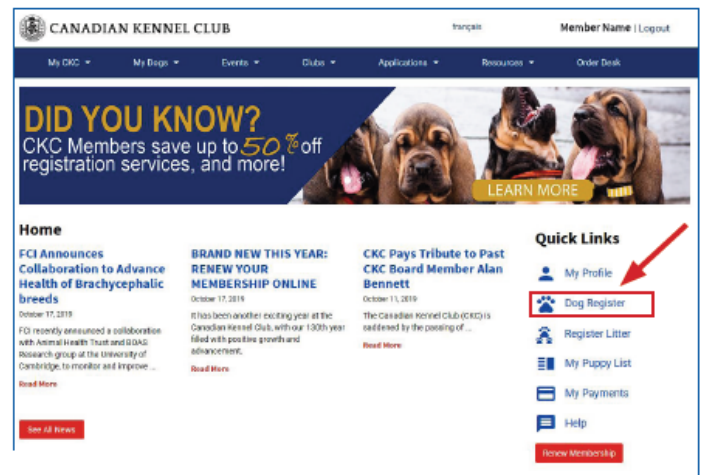 CANADIAN KENNEL CLUB
français
Member Name | Logout
My CKC
My Dogs
Events
Clubs
Applications
Resources
Order Desk
DID YOU KNOW?
CKC Members save up to 50% off
registration services, and more!
LEARN MORE
Home
FCI Announces
Collaboration to Advance
Health of Brachycephalic
breeds
October 17, 2019
FCI recently announced a collaboration
with Animal Health Trust and BOAS
Research group at the University of
Cambridge, to monitor and improve ...
Read More
BRAND NEW THIS YEAR:
RENEW YOUR
MEMBERSHIP ONLINE
October 17, 2019
It has been another exciting year at the
Canadian Kennel Club, with our 130th year
filled with positive growth and
advancement,
Read More
CKC Pays Tribute to Past
CKC Board Member Alan
Bennett
October 11, 2019
The Canadian Kennel Club (CKC) is
saddened by the passing of ...
Read More
See All News
Quick Links
My Profile
Dog Register
Register Litter
My Puppy List
My Payments
Help
Renew Membership